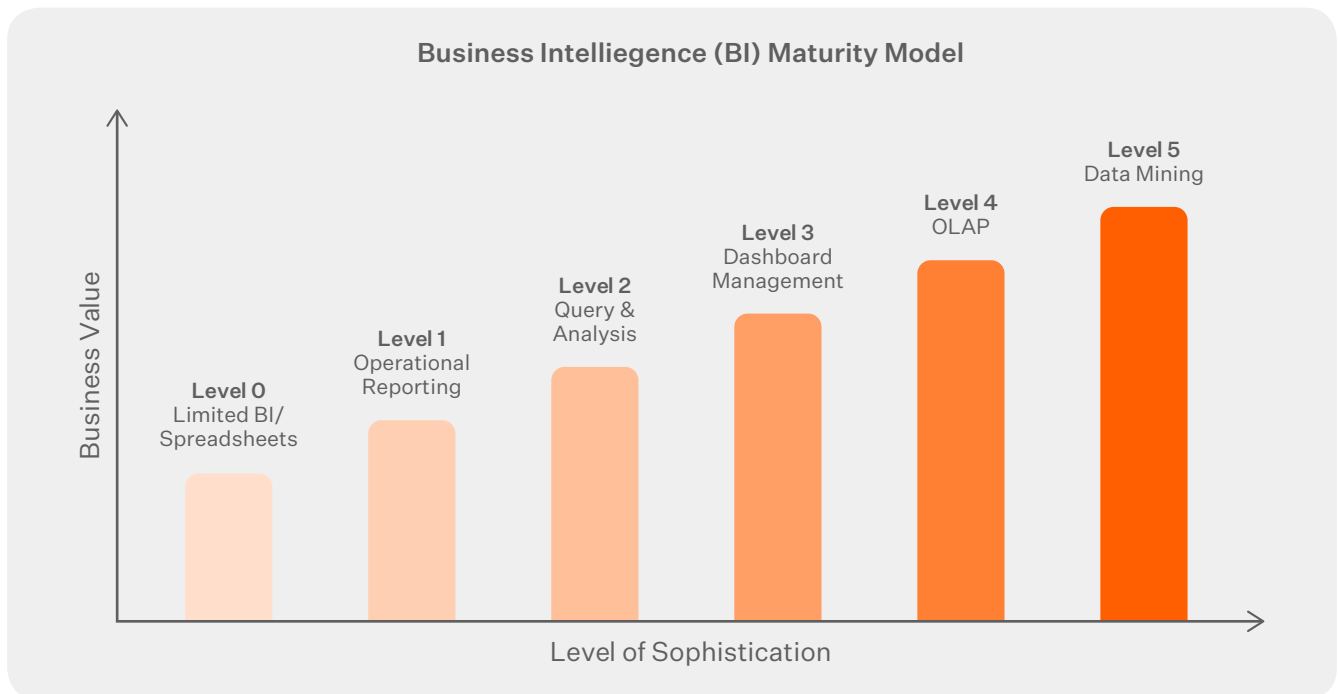 Business Intelliegence (BI) Maturity Model
Business Value
Level 0
Limited BI/
Spreadsheets
Level 1
Operational
Reporting
Level 2
Query &
Analysis
Level 3
Dashboard
Management
Level 4
OLAP
Level 5
Data Mining
Level of Sophistication